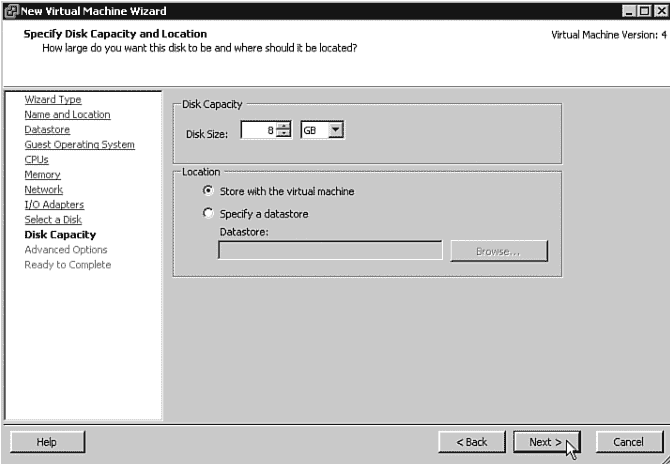 New Virtual Machine Wizard
Specify Disk Capacity and Location
How large do you want this disk to be and where should it be located?
Virtual Machine Version: 4
Wizard Type
Name and Location
Datastore
Guest Operating System
CPUs
Memory
Network
I/O Adapters
Select a Disk
Disk Capacity
Advanced Options
Ready to Complete
Disk Capacity
Disk Size: 8 GB
Location
Store with the virtual machine
Specify a datastore
Datastore:
Browse...
Help
< Back
Next >
Cancel